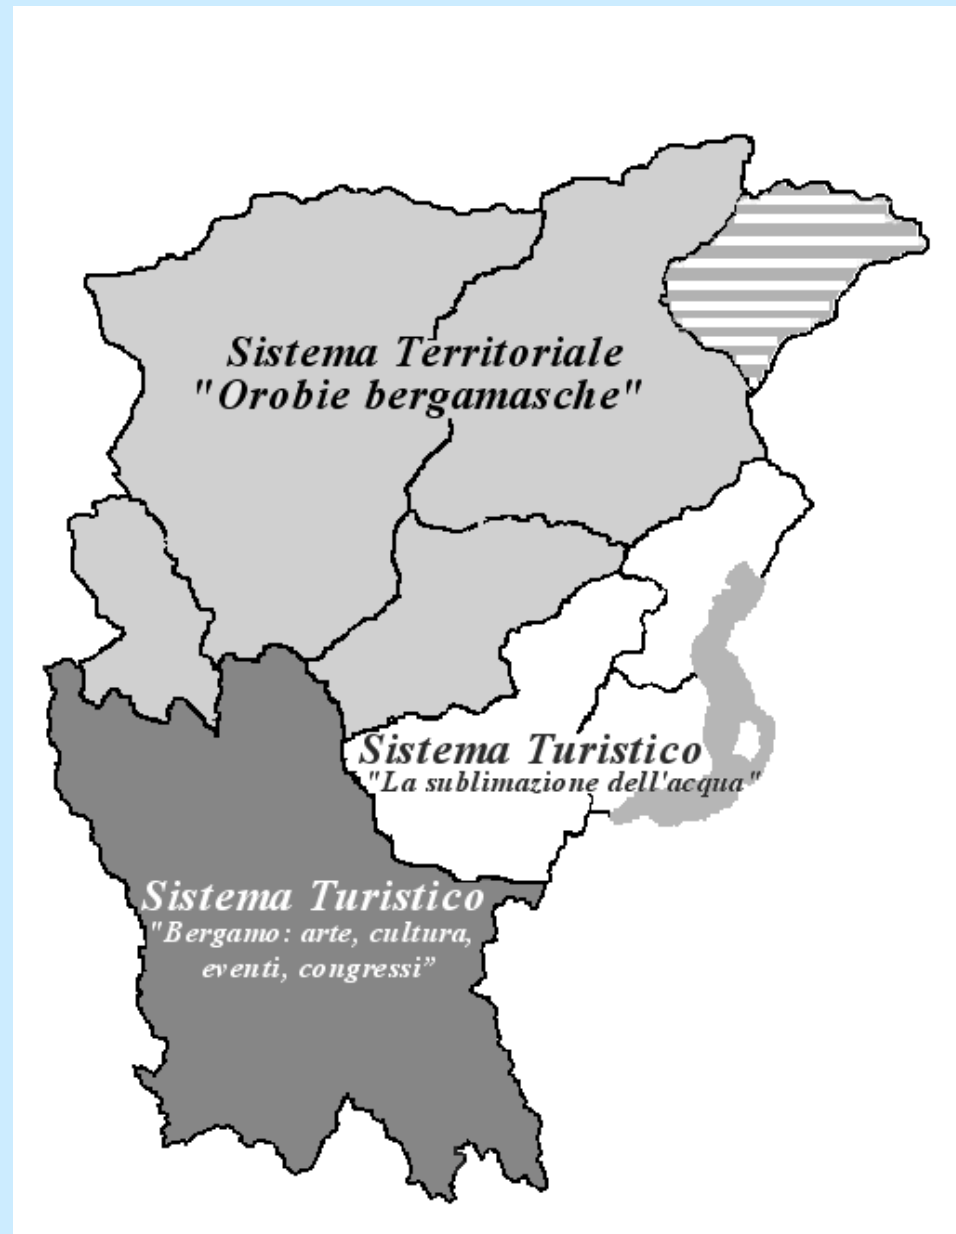 Sistema Territoriale
"Orobie bergamasche"
Sistema Turistico
"La sublimazione dell'acqua"
Sistema Turistico
"Bergamo: arte, cultura,
eventi, congressi”